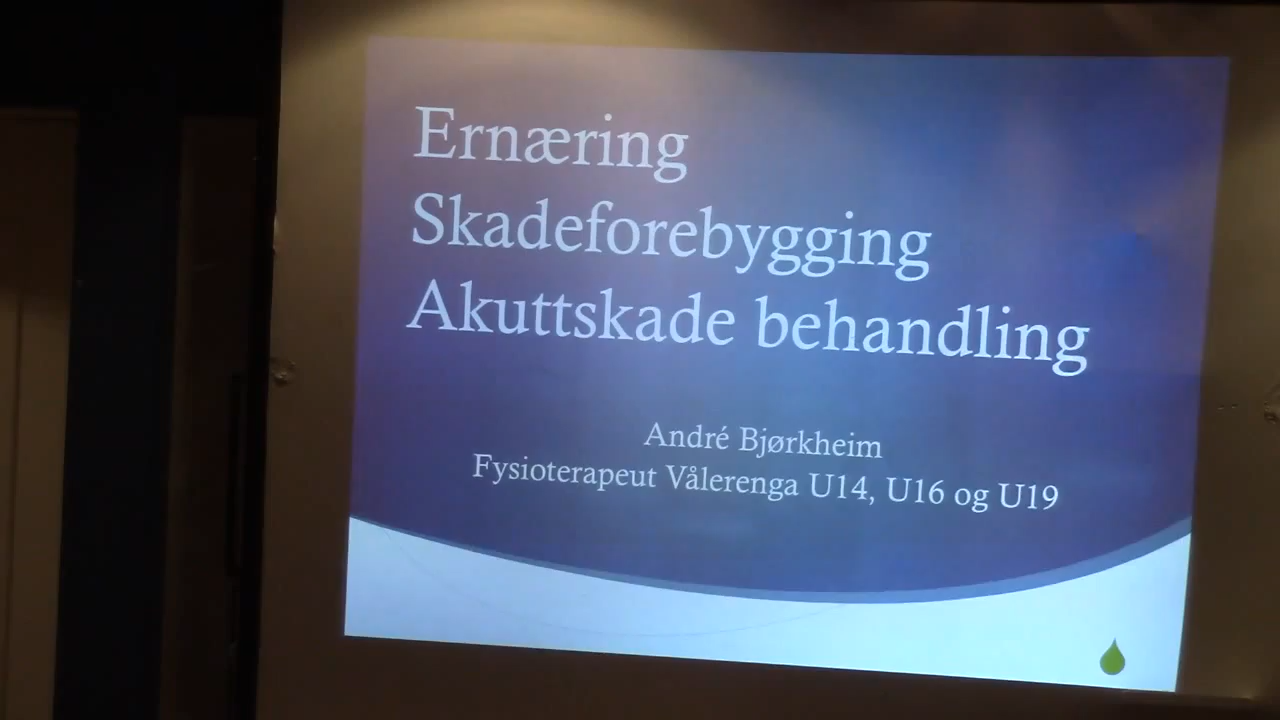 Ernæring
Skadeforebygging
Akuttskade behandling
André Bjørkheim
Fysioterapeut Vålerenga U14, U16 og U19